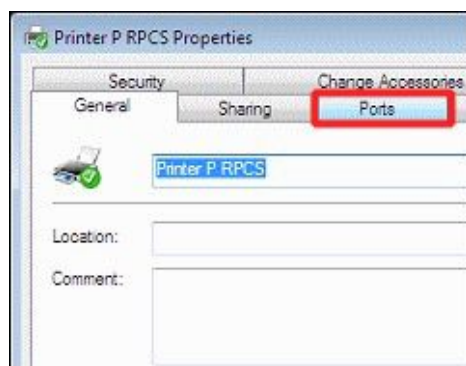 Printer P RPCS Properties
Security Change Accessories
General Sharing Ports
Printer P RPCS
Location:
Comment: